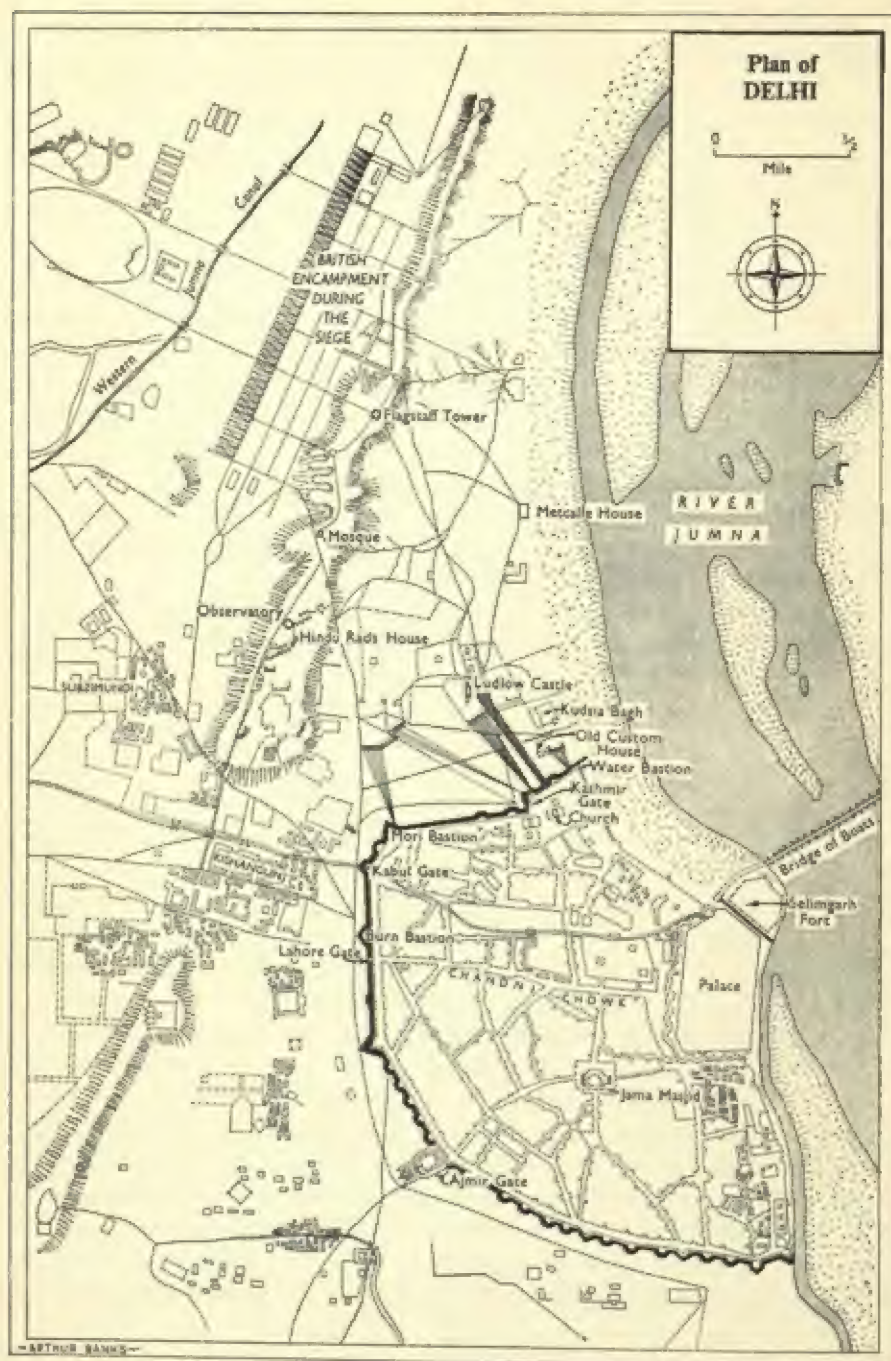 Plan of
DELHI
0 ½
Mile
N
Western Jumna Canal
BRITISH
ENCAMPMENT
DURING
THE
SIEGE
Flagstaff Tower
RIVER
JUMNA
Metcalfe House
Mosque
Observatory
Hindu Rao's House
SUBZIMUNDI
Ludlow Castle
Kudsia Bagh
Old Custom
House
Water Bastion
Kashmir
Gate
Church
Mori Bastion
Bridge of Boats
KISHANGUNJ
Kabul Gate
Selimgarh
Fort
Burn Bastion
Lahore Gate
CHANDNI CHOWK
Palace
Jama Masjid
Ajmir Gate
~ARTHUR BANKS~